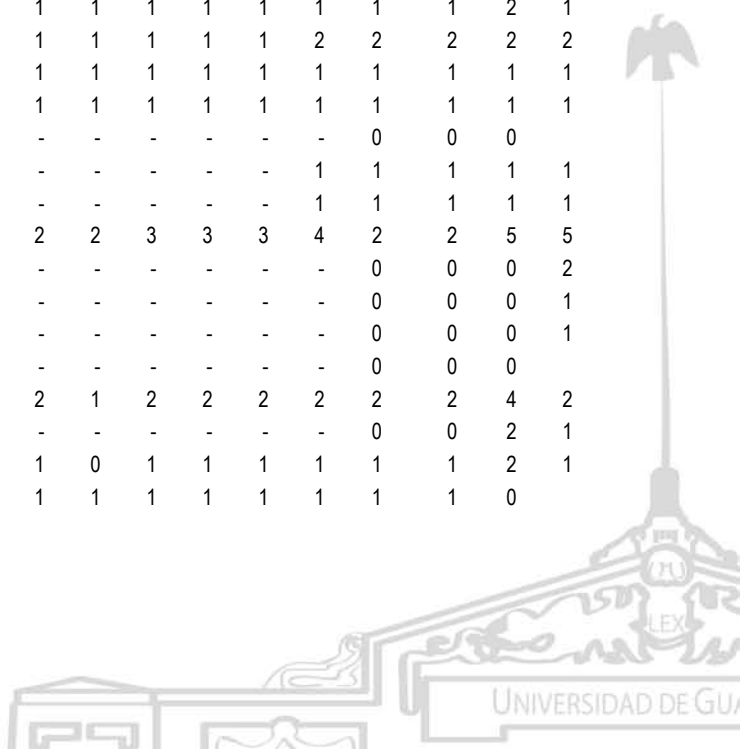 1 1 1 1 1 1 1 1 2 1
1 1 1 1 1 2 2 2 2 2
1 1 1 1 1 1 1 1 1 1
1 1 1 1 1 1 1 1 1 1
- - - - - - 0 0 0
- - - - - 1 1 1 1 1
- - - - - 1 1 1 1 1
2 2 3 3 3 4 2 2 5 5
- - - - - - 0 0 0 2
- - - - - - 0 0 0 1
- - - - - - 0 0 0 1
- - - - - - 0 0 0
2 1 2 2 2 2 2 2 4 2
- - - - - - 0 0 2 1
1 0 1 1 1 1 1 1 2 1
1 1 1 1 1 1 1 1 0
LEX
UNIVERSIDAD DE GUA